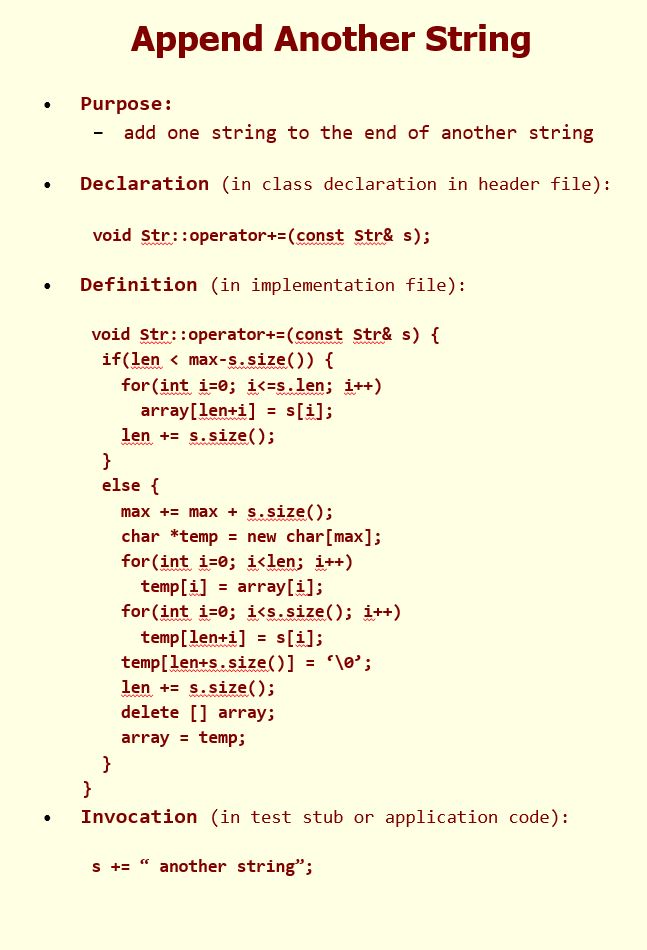 Append Another String
• Purpose:
– add one string to the end of another string
• Declaration (in class declaration in header file):
void Str::operator+=(const Str& s);
• Definition (in implementation file):
void Str::operator+=(const Str& s) {
if(len < max-s.size()) {
for(int i=0; i<=s.len; i++)
array[len+i] = s[i];
len += s.size();
}
else {
max += max + s.size();
char *temp = new char[max];
for(int i=0; i<len; i++)
temp[i] = array[i];
for(int i=0; i<s.size(); i++)
temp[len+i] = s[i];
temp[len+s.size()] = ‘\0’;
len += s.size();
delete [] array;
array = temp;
}
}
• Invocation (in test stub or application code):
s += “ another string”;